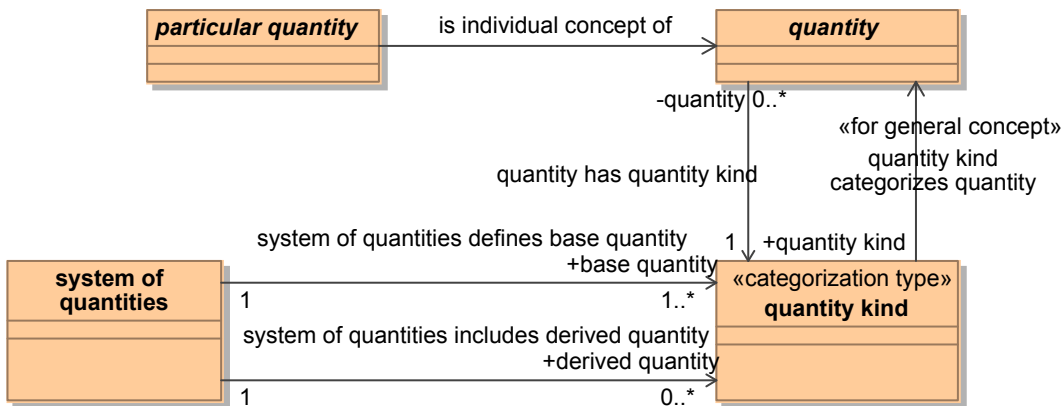 particular quantity
is individual concept of
quantity
-quantity 0..*
«for general concept»
quantity kind
categorizes quantity
quantity has quantity kind
system of quantities defines base quantity
1
+quantity kind
+base quantity
system of
quantities
«categorization type»
quantity kind
1
1..*
system of quantities includes derived quantity
+derived quantity
1
0..*